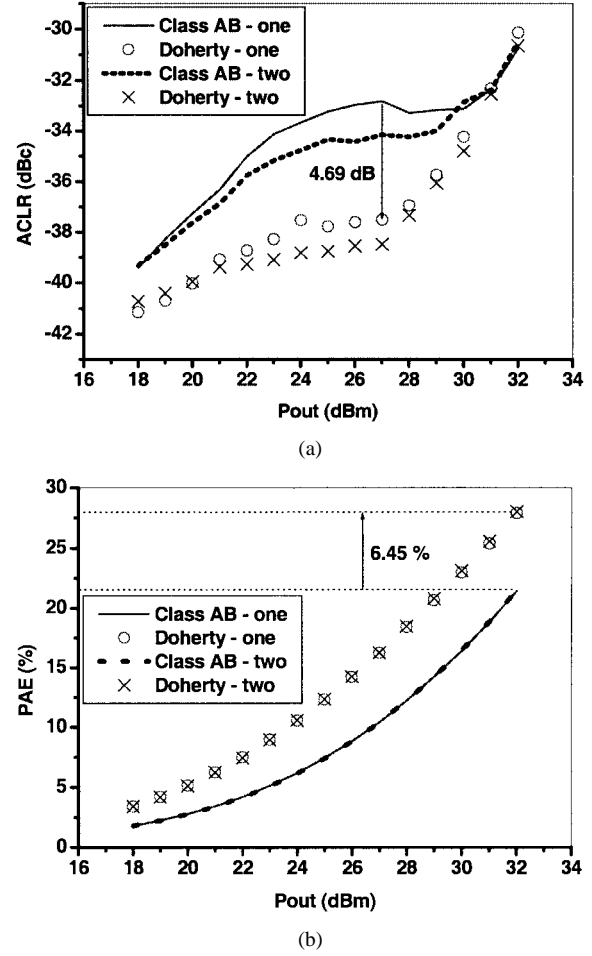 -30
-32
-34
-36
-38
-40
-42
ACLR (dBc)
Class AB - one
Doherty - one
Class AB - two
Doherty - two
4.69 dB
16 18 20 22 24 26 28 30 32 34
Pout (dBm)
(a)
30
25
20
15
10
5
0
PAE (%)
6.45 %
Class AB - one
Doherty - one
Class AB - two
Doherty - two
16 18 20 22 24 26 28 30 32 34
Pout (dBm)
(b)